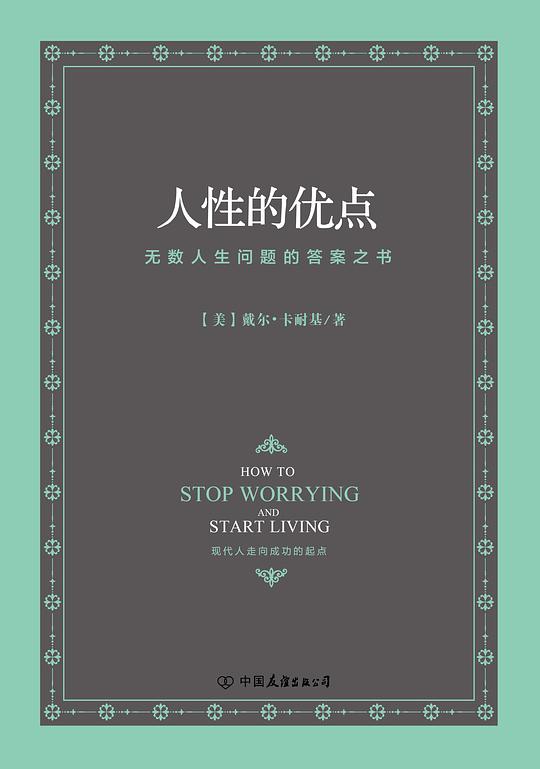 人性的优点
无数人生问题的答案之书
【美】戴尔·卡耐基/著
HOW TO
STOP WORRYING
AND
START LIVING
现代人走向成功的起点
中国友谊出版公司